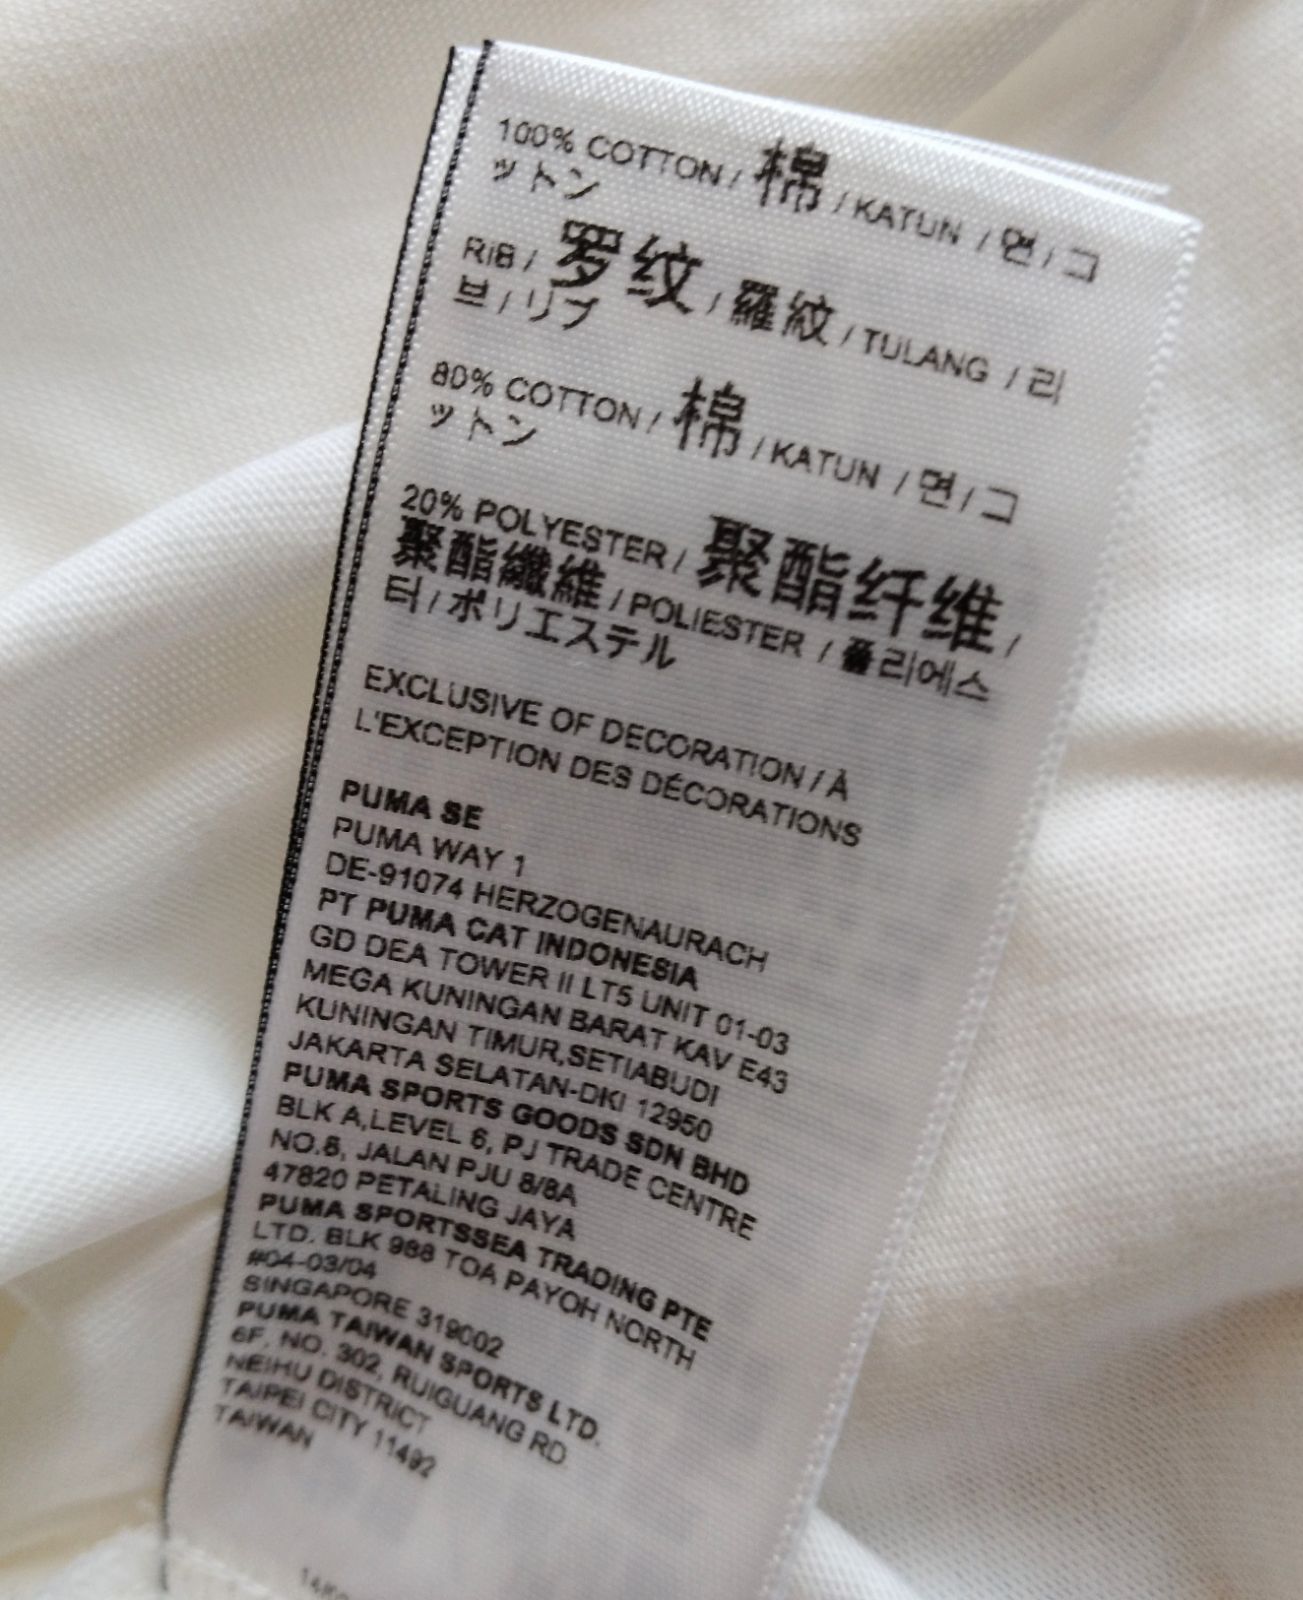 100% COTTON / 棉 / KATUN / 면 / コ
ットン
RIB / 罗纹 / 羅紋 / TULANG / 리
브 / リブ
80% COTTON / 棉 / KATUN / 면 / コ
ットン
20% POLYESTER / 聚酯纤维 /
聚酯纖維 / POLIESTER / 폴리에스
터 / ポリエステル
EXCLUSIVE OF DECORATION / À
L'EXCEPTION DES DÉCORATIONS
PUMA SE
PUMA WAY 1
DE-91074 HERZOGENAURACH
PT PUMA CAT INDONESIA
GD DEA TOWER II LT5 UNIT 01-03
MEGA KUNINGAN BARAT KAV E43
KUNINGAN TIMUR,SETIABUDI
JAKARTA SELATAN-DKI 12950
PUMA SPORTS GOODS SDN BHD
BLK A,LEVEL 6, PJ TRADE CENTRE
NO.8, JALAN PJU 8/8A
47820 PETALING JAYA
PUMA SPORTSSEA TRADING PTE
LTD. BLK 988 TOA PAYOH NORTH
#04-03/04
SINGAPORE 319002
PUMA TAIWAN SPORTS LTD.
6F, NO. 302, RUIGUANG RD
NEIHU DISTRICT
TAIPEI CITY 11492
TAIWAN